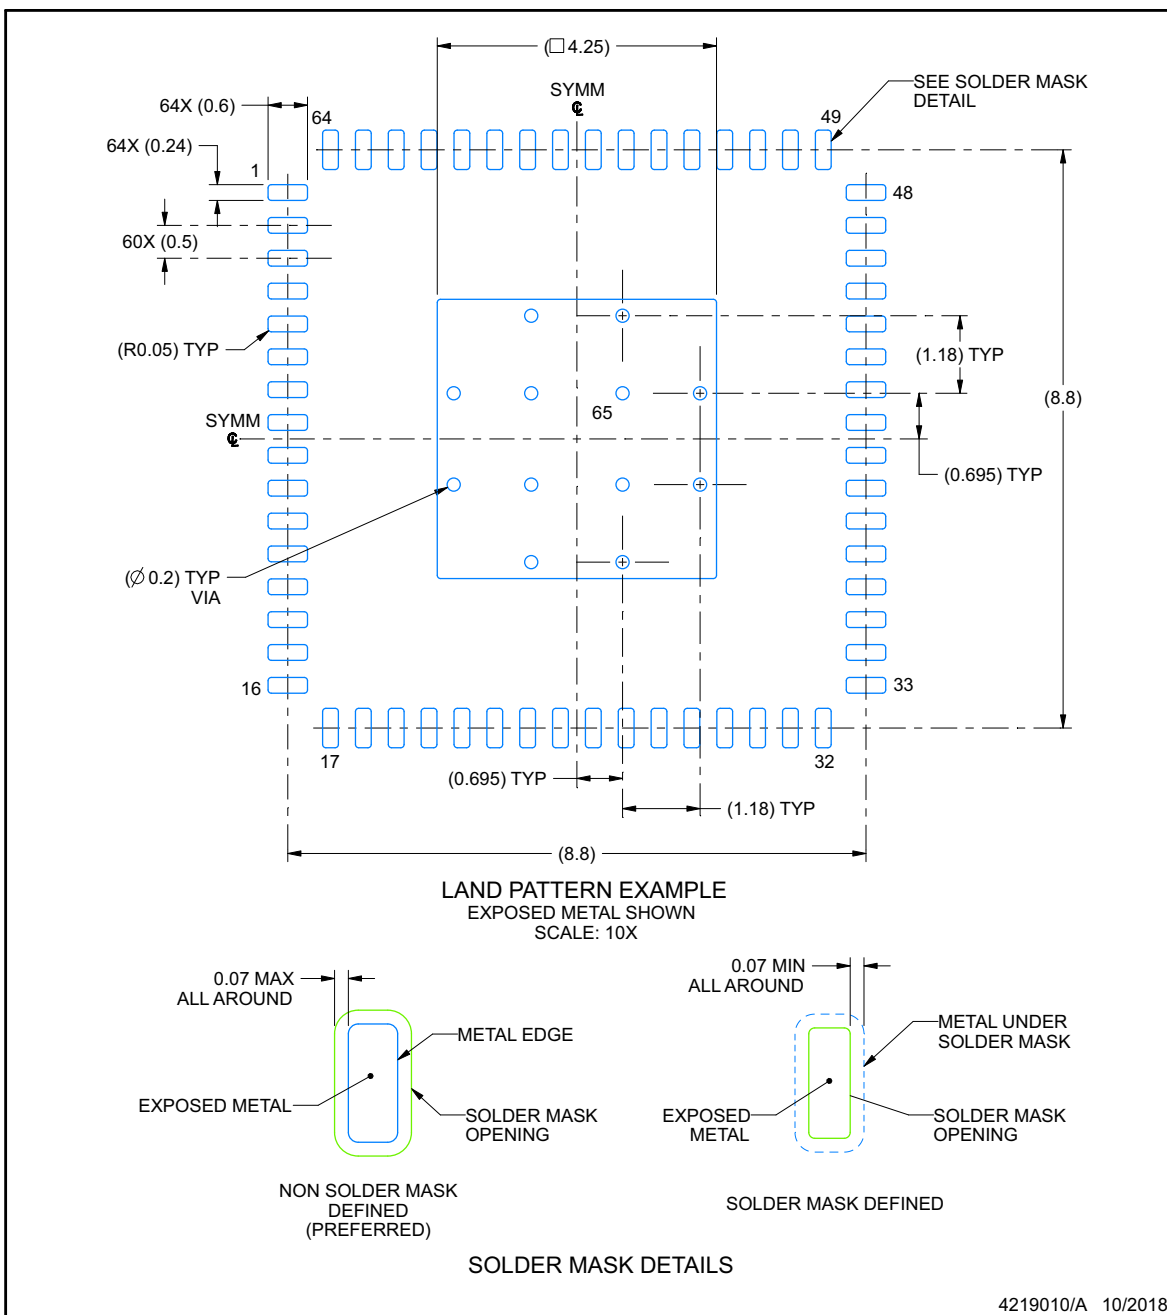 (□ 4.25)
SYMM
℄
SEE SOLDER MASK
DETAIL
64X (0.6)
64
49
64X (0.24)
1
48
60X (0.5)
(R0.05) TYP
(1.18) TYP
(8.8)
65
SYMM
℄
(0.695) TYP
(∅ 0.2) TYP
VIA
16
33
17
32
(0.695) TYP
(1.18) TYP
(8.8)
LAND PATTERN EXAMPLE
EXPOSED METAL SHOWN
SCALE: 10X
0.07 MAX
ALL AROUND
METAL EDGE
EXPOSED METAL
SOLDER MASK
OPENING
NON SOLDER MASK
DEFINED
(PREFERRED)
0.07 MIN
ALL AROUND
METAL UNDER
SOLDER MASK
EXPOSED
METAL
SOLDER MASK
OPENING
SOLDER MASK DEFINED
SOLDER MASK DETAILS
4219010/A 10/2018